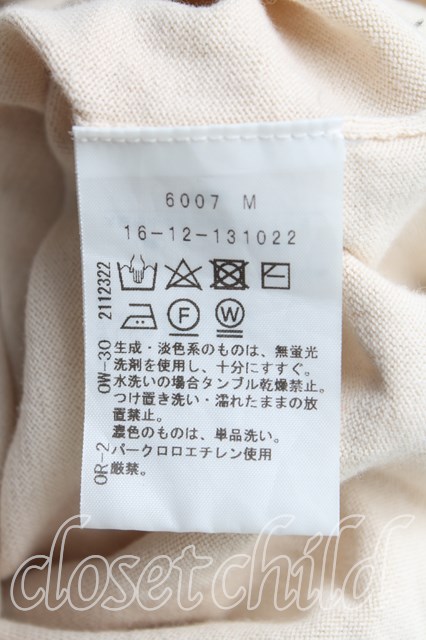 6007 M
16-12-131022
2112322
F
W
OW-30
生成・淡色系のものは、無蛍光
洗剤を使用し、十分にすすぐ。
水洗いの場合タンブル乾燥禁止。
つけ置き洗い・濡れたままの放
置禁止。
濃色のものは、単品洗い。
OR-2
パークロロエチレン使用
厳禁。
closet child